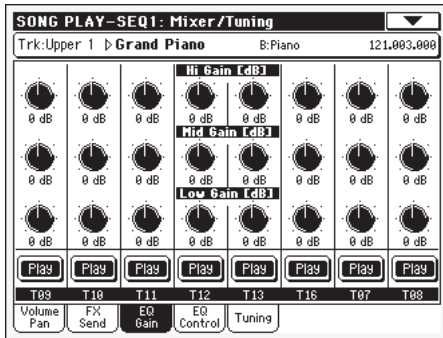 SONG PLAY-SEQ1: Mixer/Tuning
Trk:Upper 1 ▷Grand Piano B:Piano 121.003.000
Hi Gain [dB]
0 dB 0 dB 0 dB 0 dB 0 dB 0 dB 0 dB 0 dB
Mid Gain [dB]
0 dB 0 dB 0 dB 0 dB 0 dB 0 dB 0 dB 0 dB
Low Gain [dB]
0 dB 0 dB 0 dB 0 dB 0 dB 0 dB 0 dB 0 dB
Play Play Play Play Play Play Play Play
T09 T10 T11 T12 T13 T16 T07 T08
Volume Pan FX Send EQ Gain EQ Control Tuning